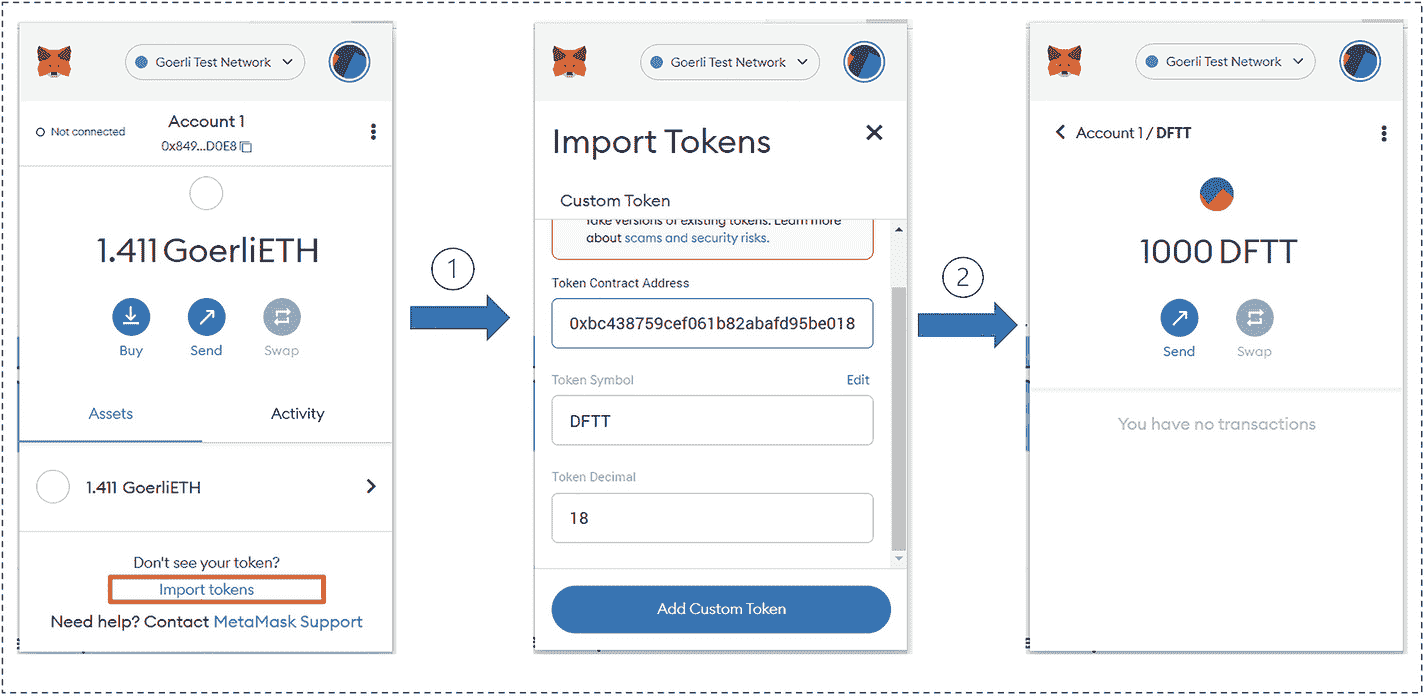 Goerli Test Network
Not connected
Account 1
0x849...D0E8
1.411 GoerliETH
Buy
Send
Swap
Assets
Activity
1.411 GoerliETH
Don't see your token?
Import tokens
Need help? Contact MetaMask Support
1
Goerli Test Network
Import Tokens
Custom Token
fake versions of existing tokens. Learn more
about scams and security risks.
Token Contract Address
0xbc438759cef061b82abafd95be018
Token Symbol
Edit
DFTT
Token Decimal
18
Add Custom Token
2
Goerli Test Network
Account 1 / DFTT
1000 DFTT
Send
Swap
You have no transactions